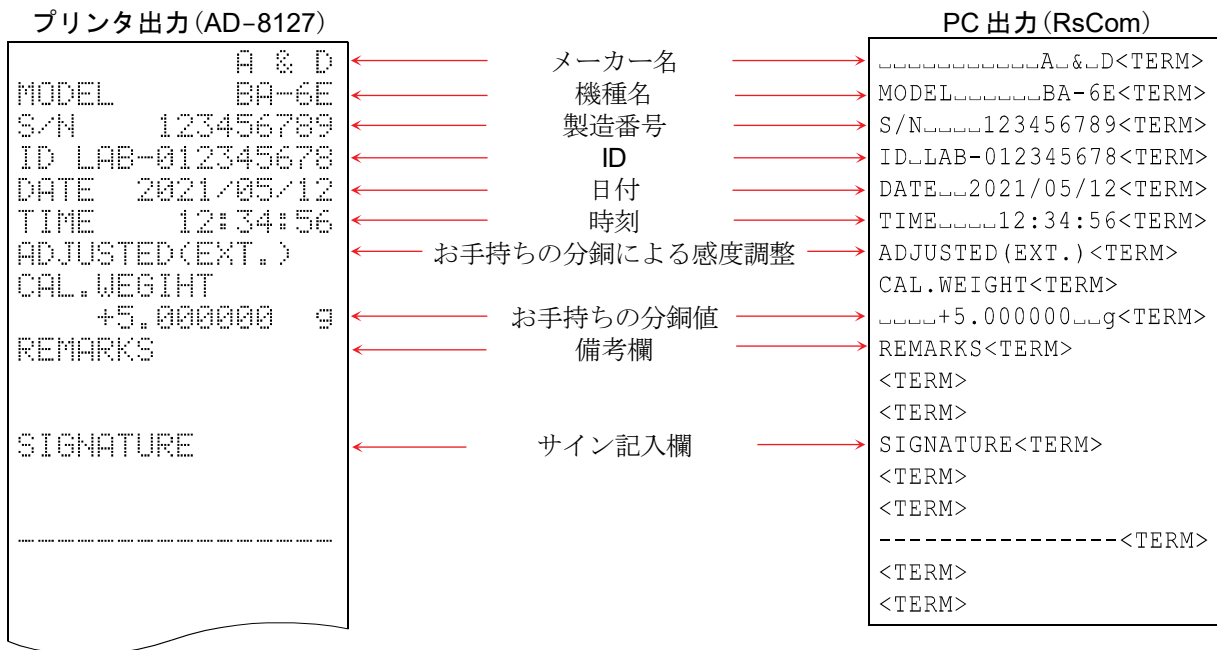 プリンタ出力(AD-8127)
A & D
MODEL BA-6E
S/N 123456789
ID LAB-012345678
DATE 2021/05/12
TIME 12:34:56
ADJUSTED(EXT.)
CAL.WEGIHT
+5.000000 g
REMARKS
SIGNATURE
----------------
メーカー名
機種名
製造番号
ID
日付
時刻
お手持ちの分銅による感度調整
お手持ちの分銅値
備考欄
サイン記入欄
PC 出力(RsCom)
␣␣␣␣␣␣␣␣␣␣␣A␣&␣D<TERM>
MODEL␣␣␣␣␣␣BA-6E<TERM>
S/N␣␣␣␣123456789<TERM>
ID␣LAB-012345678<TERM>
DATE␣␣2021/05/12<TERM>
TIME␣␣␣␣12:34:56<TERM>
ADJUSTED(EXT.)<TERM>
CAL.WEIGHT<TERM>
␣␣␣␣+5.000000␣␣g<TERM>
REMARKS<TERM>
<TERM>
<TERM>
SIGNATURE<TERM>
<TERM>
<TERM>
----------------<TERM>
<TERM>
<TERM>